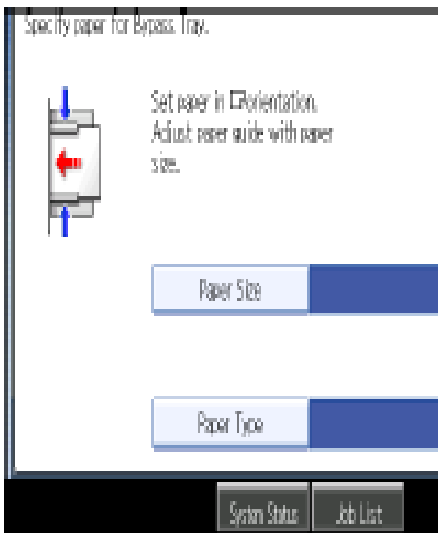 Specify paper for Bypass Tray.
Set paper in orientation.
Adjust paper guide with paper
size.
Paper Size
Paper Type
System Status
Job List